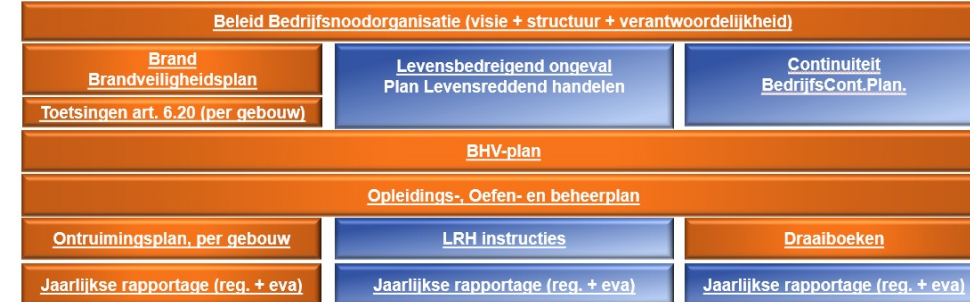 Beleid Bedrijfsnoodorganisatie (visie + structuur + verantwoordelijkheid)
Brand
Brandveiligheidsplan
Toetsingen art. 6.20 (per gebouw)
Levensbedreigend ongeval
Plan Levensreddend handelen
Continuiteit
BedrijfsCont.Plan.
BHV-plan
Opleidings-, Oefen- en beheerplan
Ontruimingsplan, per gebouw
LRH instructies
Draaiboeken
Jaarlijkse rapportage (reg. + eva)
Jaarlijkse rapportage (reg. + eva)
Jaarlijkse rapportage (reg. + eva)